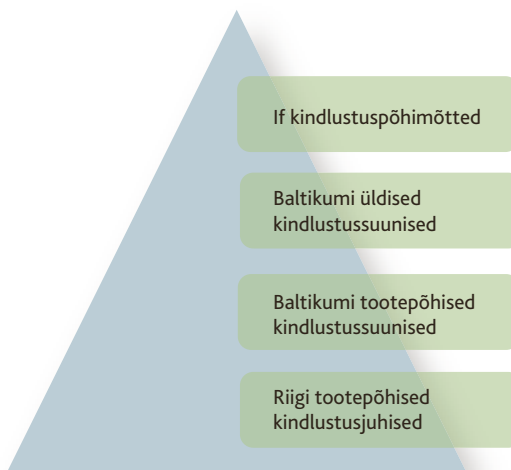 If kindlustuspõhimõtted
Baltikumi üldised
kindlustussuunised
Baltikumi tootepõhised
kindlustussuunised
Riigi tootepõhised
kindlustusjuhised